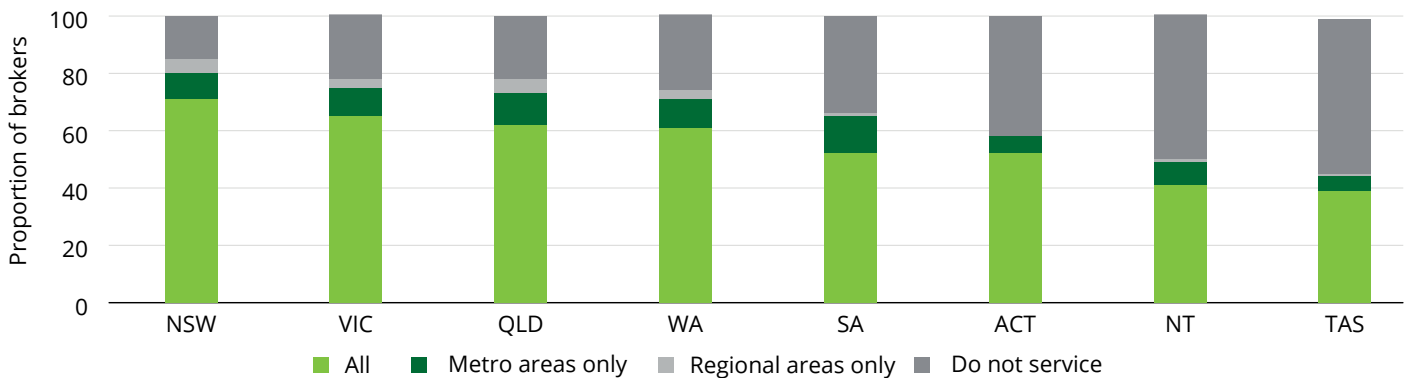 Proportion of brokers
100
80
60
40
20
0
NSW VIC QLD WA SA ACT NT TAS
All Metro areas only Regional areas only Do not service